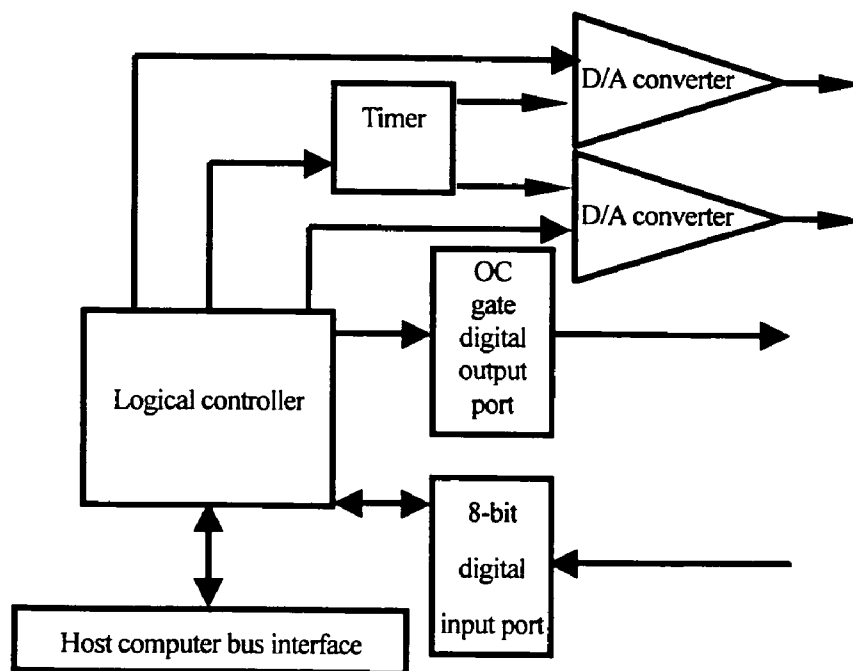 D/A converter
Timer
D/A converter
OC
gate
digital
output
port
Logical controller
8-bit
digital
input port
Host computer bus interface